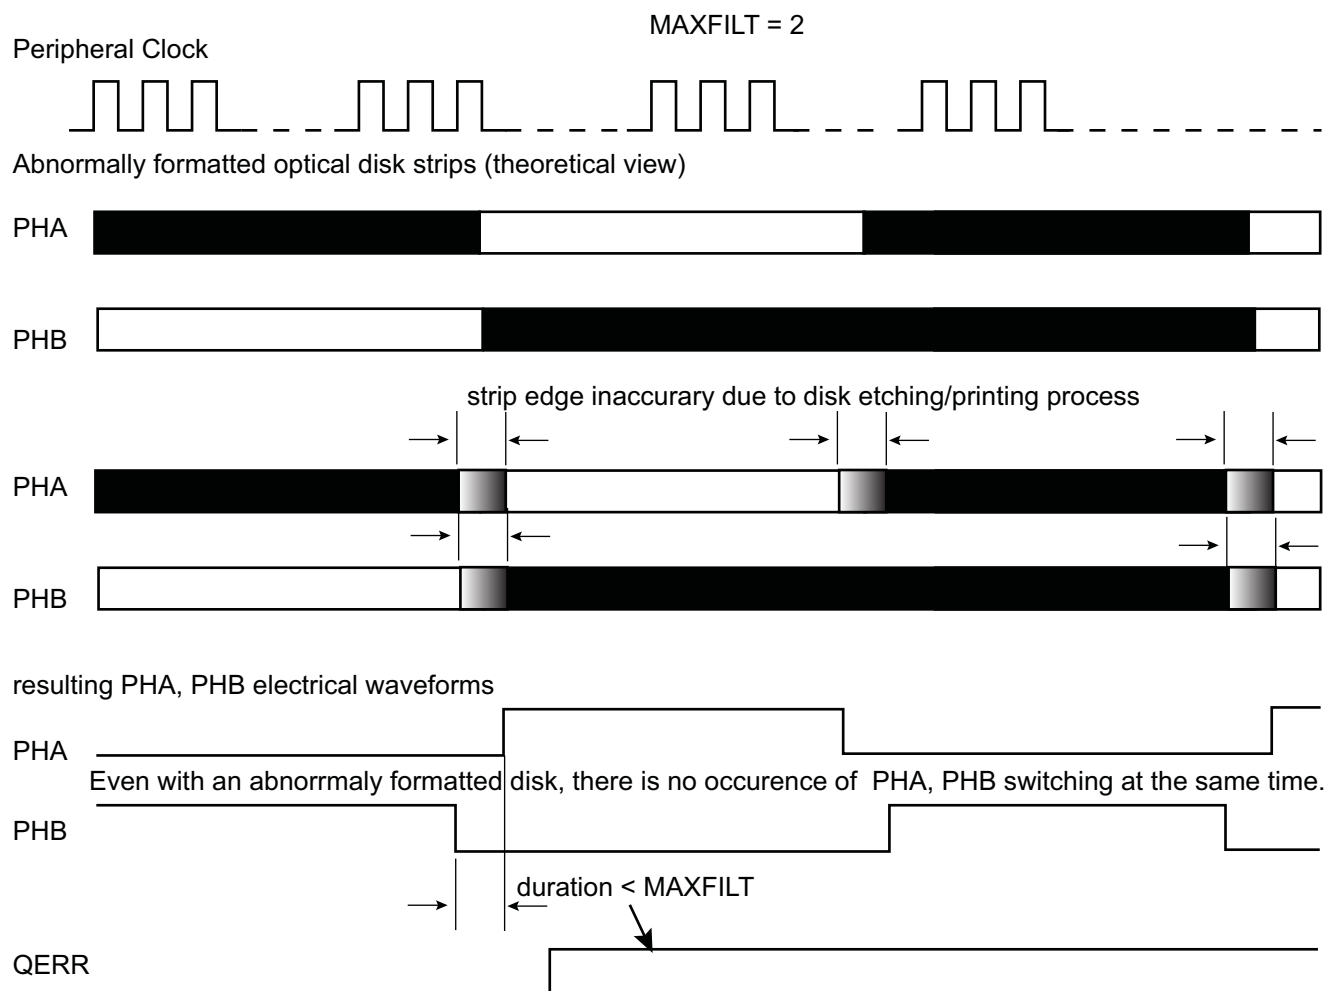 MAXFILT = 2
Peripheral Clock
Abnormally formatted optical disk strips (theoretical view)
PHA
PHB
strip edge inaccurary due to disk etching/printing process
PHA
PHB
resulting PHA, PHB electrical waveforms
PHA
Even with an abnorrmaly formatted disk, there is no occurence of PHA, PHB switching at the same time.
PHB
duration < MAXFILT
QERR